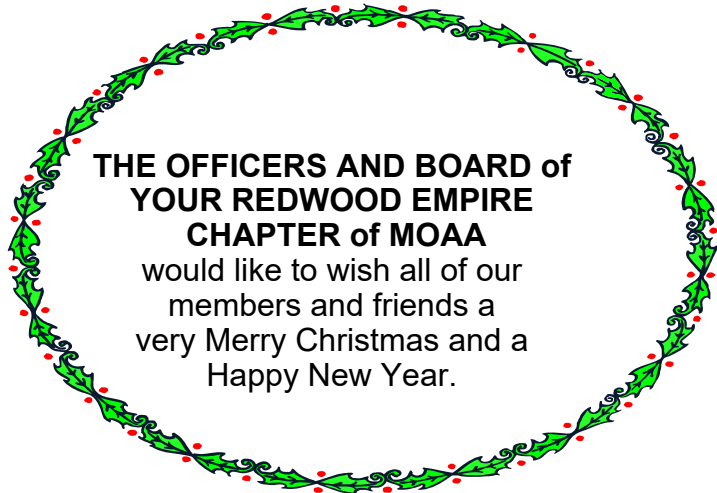 THE OFFICERS AND BOARD of
YOUR REDWOOD EMPIRE
CHAPTER of MOAA
would like to wish all of our
members and friends a
very Merry Christmas and a
Happy New Year.